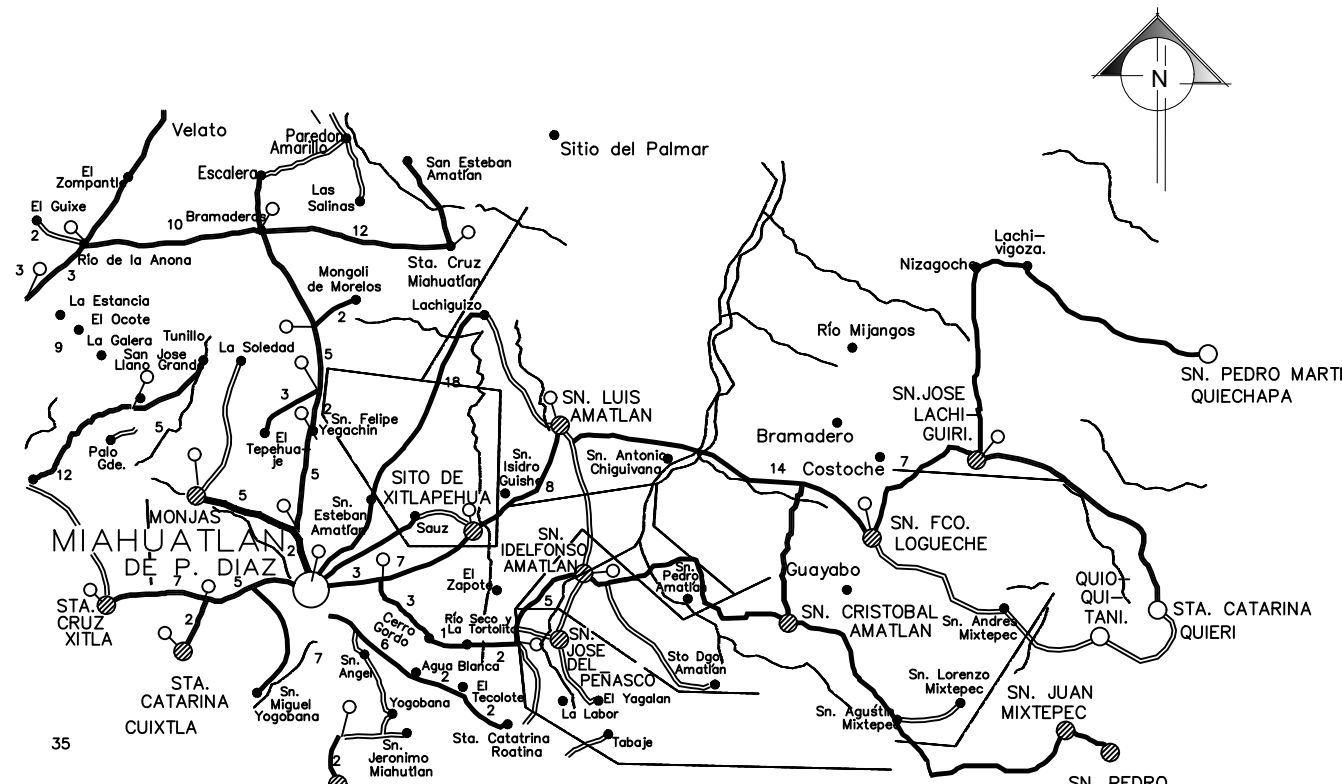 N
Velato
Paredon
Amarillo
Sitio del Palmar
San Esteban
Amatlan
El
Zompantle
Escalera
Las
Salinas
El Guixe
2
Bramaderos
10
12
Lachi-
vigoza.
Nizagoche
Río de la Anona
3
3
Sta. Cruz
Miahuatlan
Mongoli
de Morelos
2
Lachiguizo
La Estancia
El Ocote
La Galera
Tunillo
9
San Jose
Llano Grande
La Soledad
5
Río Mijangos
SN. PEDRO MARTI
QUIECHAPA
18
3
2
SN. LUIS
AMATLAN
SN.JOSE
LACHI-
GUIRI.
Sn. Felipe
Yegachin
5
Palo
Gde.
El
Tepehua-
je
Bramadero
Costoche
7
14
Sn. Antonio
Chiguivana
Sn.
Isidro
Guishe
8
12
5
5
SITO DE
XITLAPEHUA
Sn.
Esteban
Amatlan
Sauz
MONJAS
MIAHUATLAN
DE P. DIAZ
2
SN.
IDELFONSO
AMATLAN
SN. FCO.
LOGUECHE
7
5
3
7
El
Zapote
Sn.
Pedro
Amatlan
Guayabo
QUIO-
QUI-
TANI.
STA.
CRUZ
XITLA
2
3
5
Cerro
Gordo
6
Río Seco y
La Tortolita
1
2
SN. CRISTOBAL
AMATLAN
Sn. Andres
Mixtepec
STA. CATARINA
QUIERI
SN.
JOSE
DEL
PEÑASCO
7
Sn.
Angel
Agua Blanca
2
El
Tecolote
2
Sto Dgo.
Amatlan
STA.
CATARINA
CUIXTLA
Sn.
Miguel
Yogobana
Yogobana
El Yagalan
La Labor
Sn. Lorenzo
Mixtepec
Sn. Agustin
Mixtepec
SN. JUAN
MIXTEPEC
Sta. Catatrina
Roatina
Tabaje
35
Sn.
Jeronimo
Miahutlan
2
SN. PEDRO